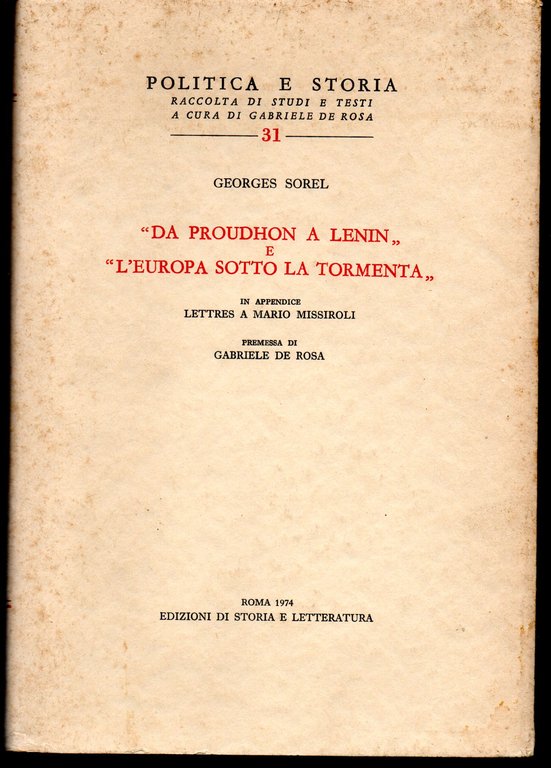 POLITICA E STORIA
RACCOLTA DI STUDI E TESTI
A CURA DI GABRIELE DE ROSA
31
GEORGES SOREL
“DA PROUDHON A LENIN„
E
“L'EUROPA SOTTO LA TORMENTA„
IN APPENDICE
LETTRES A MARIO MISSIROLI
PREMESSA DI
GABRIELE DE ROSA
ROMA 1974
EDIZIONI DI STORIA E LETTERATURA